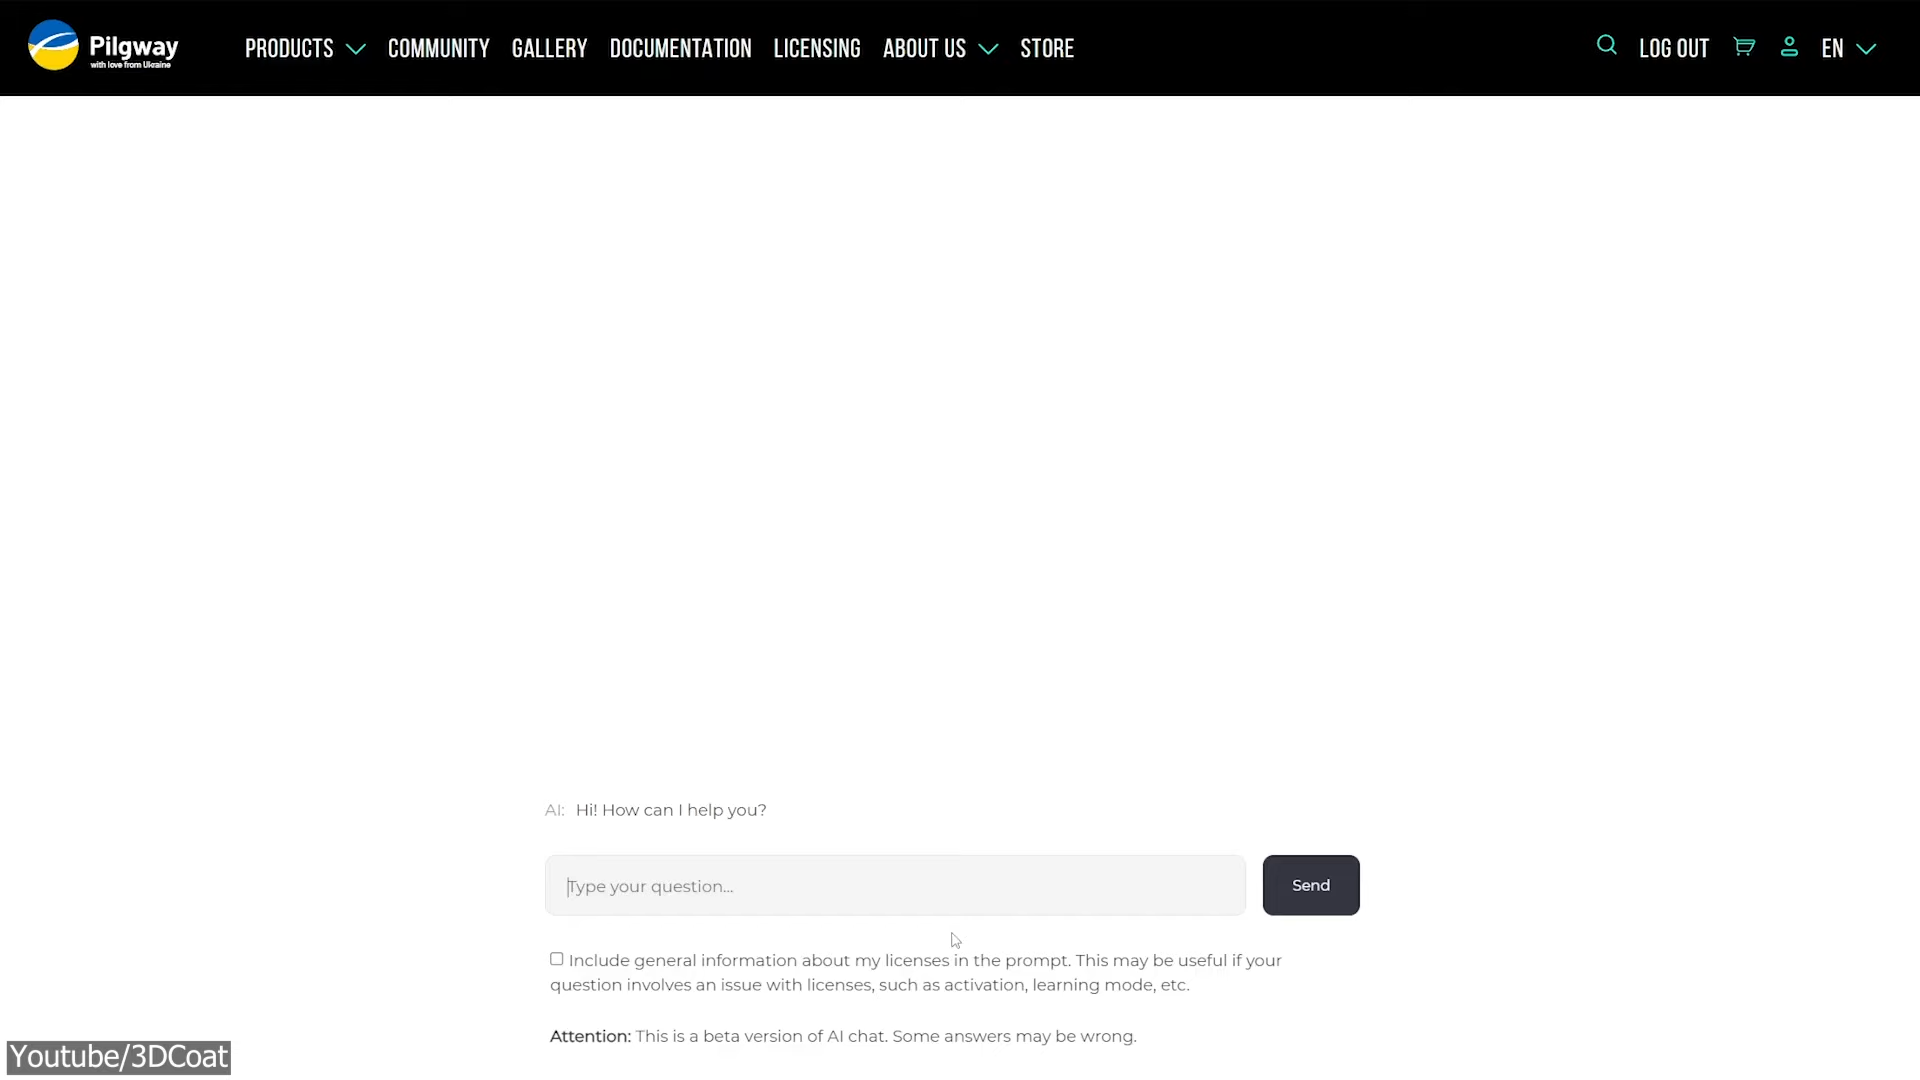 Pilgway
with love from Ukraine
PRODUCTS COMMUNITY GALLERY DOCUMENTATION LICENSING ABOUT US STORE LOG OUT EN
AI: Hi! How can I help you?
Type your question...
Send
Include general information about my licenses in the prompt. This may be useful if your
question involves an issue with licenses, such as activation, learning mode, etc.
Attention: This is a beta version of AI chat. Some answers may be wrong.
Youtube/3DCoat